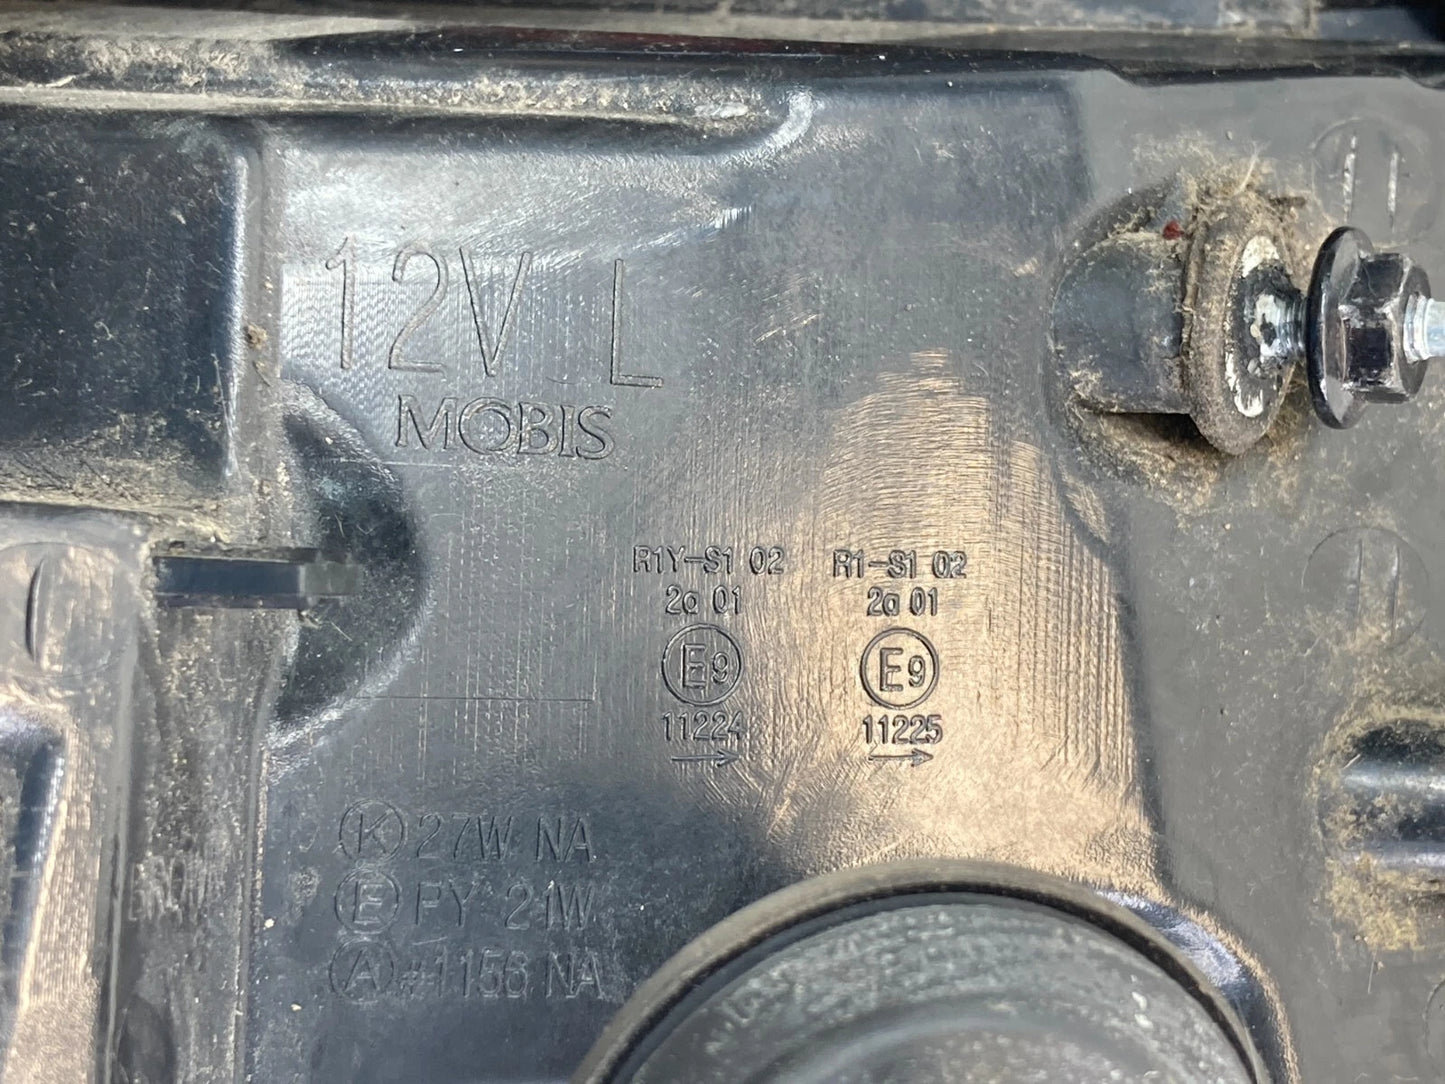 12V L
MOBIS
R1Y-S1 02
2a 01
E9
11224
→
R1-S1 02
2a 01
E9
11225
→
K 27W NA
E PY 21W
A #1156 NA